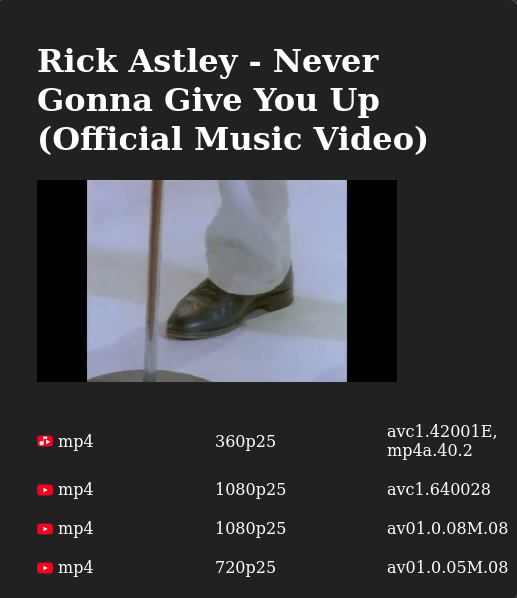 Rick Astley - Never
Gonna Give You Up
(Official Music Video)
mp4 360p25 avc1.42001E,
mp4a.40.2
mp4 1080p25 avc1.640028
mp4 1080p25 av01.0.08M.08
mp4 720p25 av01.0.05M.08